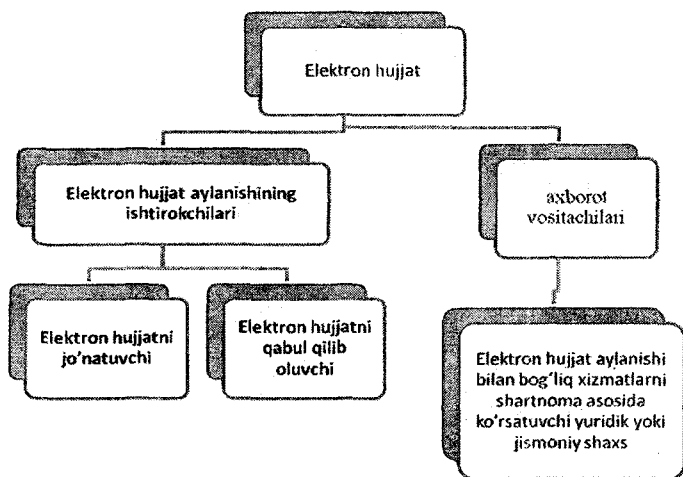 Elektron hujjat
Elektron hujjat aylanishining
ishtirokchilari
axborot
vositachilari
Elektron hujjatni
jo'natuvchi
Elektron hujjatni
qabul qilib
oluvchi
Elektron hujjat aylanishi
bilan bog'liq xizmatlarni
shartnoma asosida
ko'rsatuvchi yuridik yoki
jismoniy shaxs